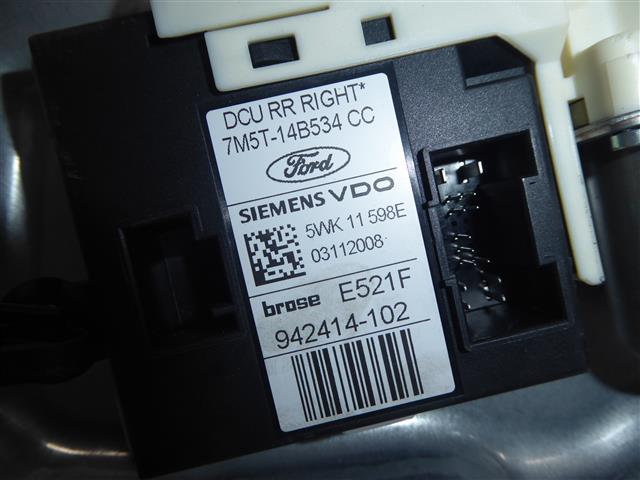 DCU RR RIGHT*
7M5T-14B534 CC
Ford
SIEMENS VDO
5WK 11 598E
03112008
brose E521F
942414-102